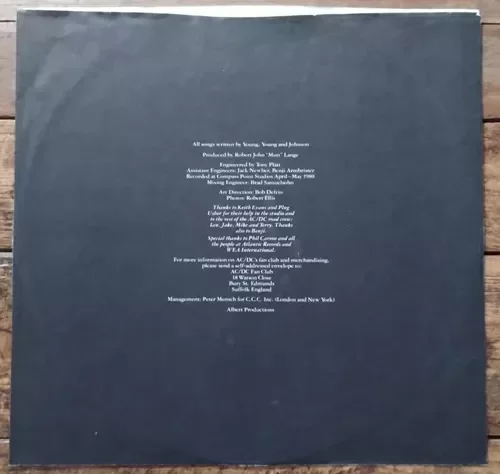 All songs written by Young, Young and Johnson
Produced by Robert John "Mutt" Lange
Engineered by Tony Platt
Assistant Engineers: Jack Newber, Benji Armbrister
Recorded at Compass Point Studios April–May 1980
Mixing Engineer: Brad Samuelsohn
Art Direction: Bob Defrin
Photos: Robert Ellis
Thanks to Keith Evans and Plug
Usher for their help in the studio and
to the rest of the AC/DC road crew:
Len, Jake, Mike and Terry. Thanks
also to Benji.
Special thanks to Phil Carson and all
the people at Atlantic Records and
WEA International.
For more information on AC/DC's fan club and merchandising,
please send a self-addressed envelope to:
AC/DC Fan Club
18 Watson Close
Bury St. Edmunds
Suffolk England
Management: Peter Mensch for C.C.C. Inc. (London and New York)
Albert Productions